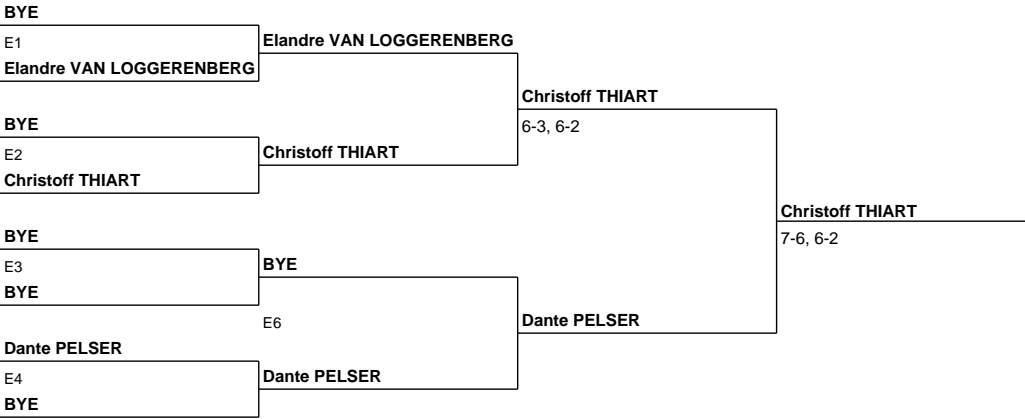 BYE
E1
Elandre VAN LOGGERENBERG
Elandre VAN LOGGERENBERG
BYE
E2
Christoff THIART
Christoff THIART
Christoff THIART
6-3, 6-2
BYE
E3
BYE
BYE
E6
Dante PELSER
E4
BYE
Dante PELSER
Dante PELSER
Christoff THIART
7-6, 6-2